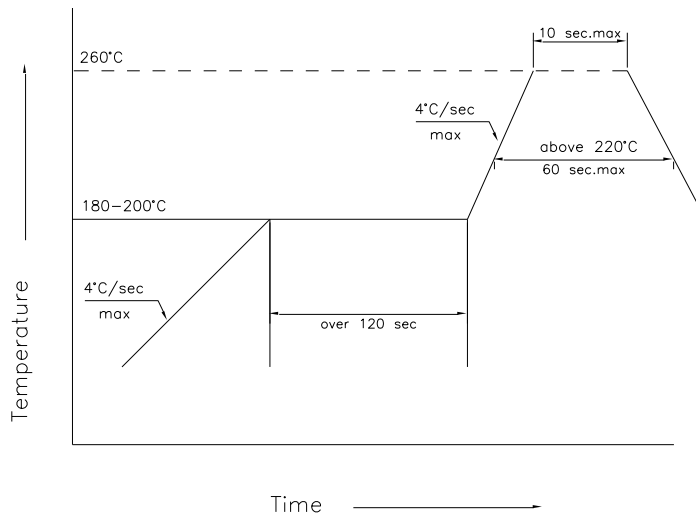 10 sec.max
260°C
4°C/sec
max
above 220°C
60 sec.max
180-200°C
4°C/sec
max
over 120 sec
Temperature
Time